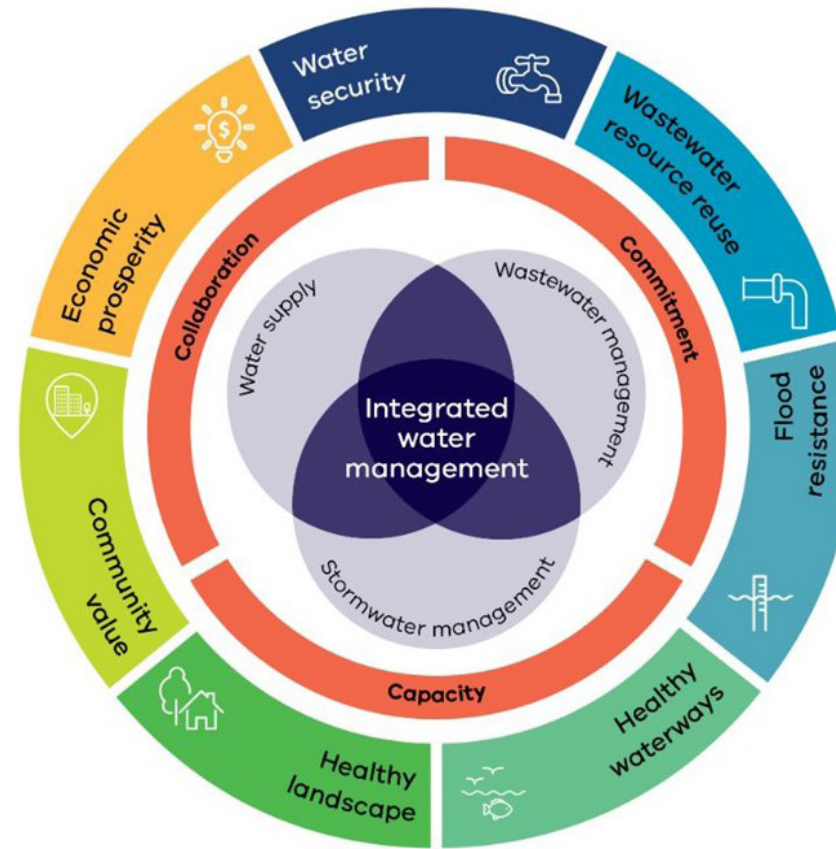 Water
security
$
Wastewater
resource reuse
Flood
resistance
Healthy
waterways
Healthy
landscape
Community
value
Economic
prosperity
Collaboration
Commitment
Capacity
Water supply
Wastewater management
Stormwater management
Integrated
water
management